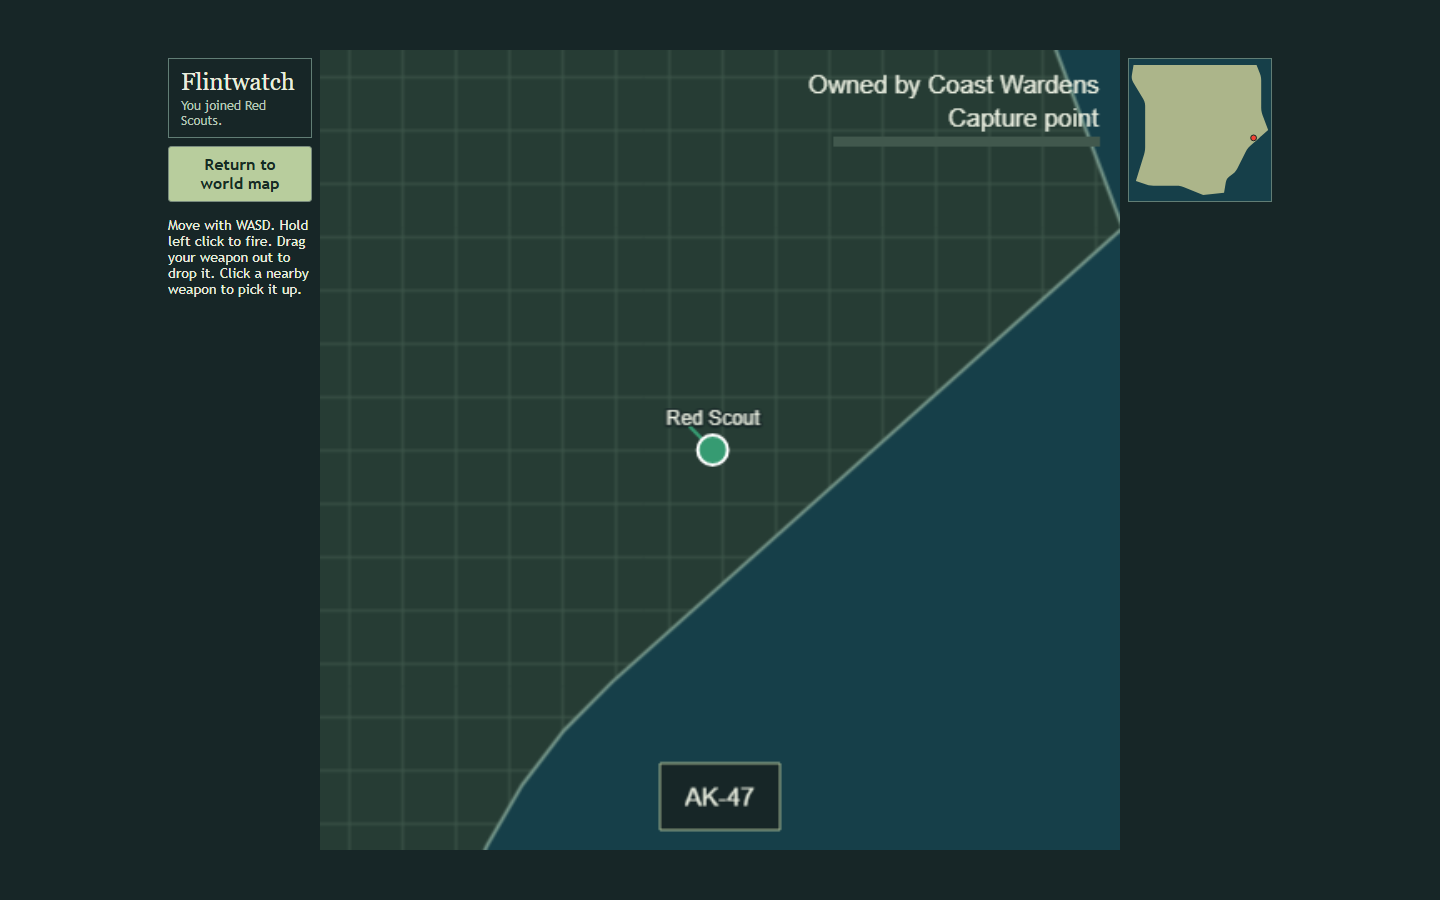 Flintwatch
You joined Red
Scouts.
Return to
world map
Move with WASD. Hold
left click to fire. Drag
your weapon out to
drop it. Click a nearby
weapon to pick it up.
Owned by Coast Wardens
Capture point
Red Scout
AK-47